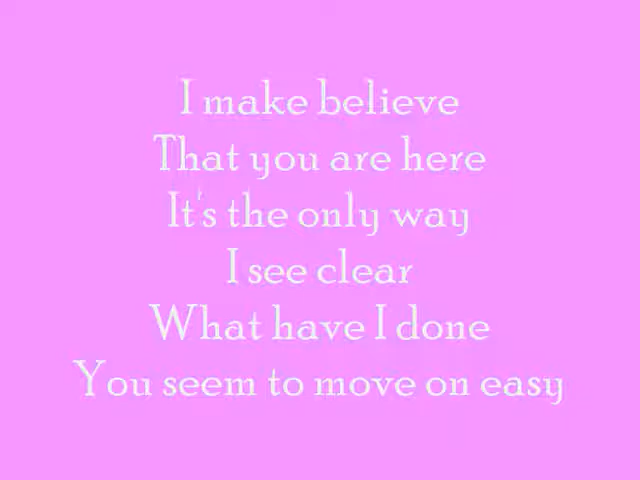 I make believe
That you are here
It's the only way
I see clear
What have I done
You seem to move on easy